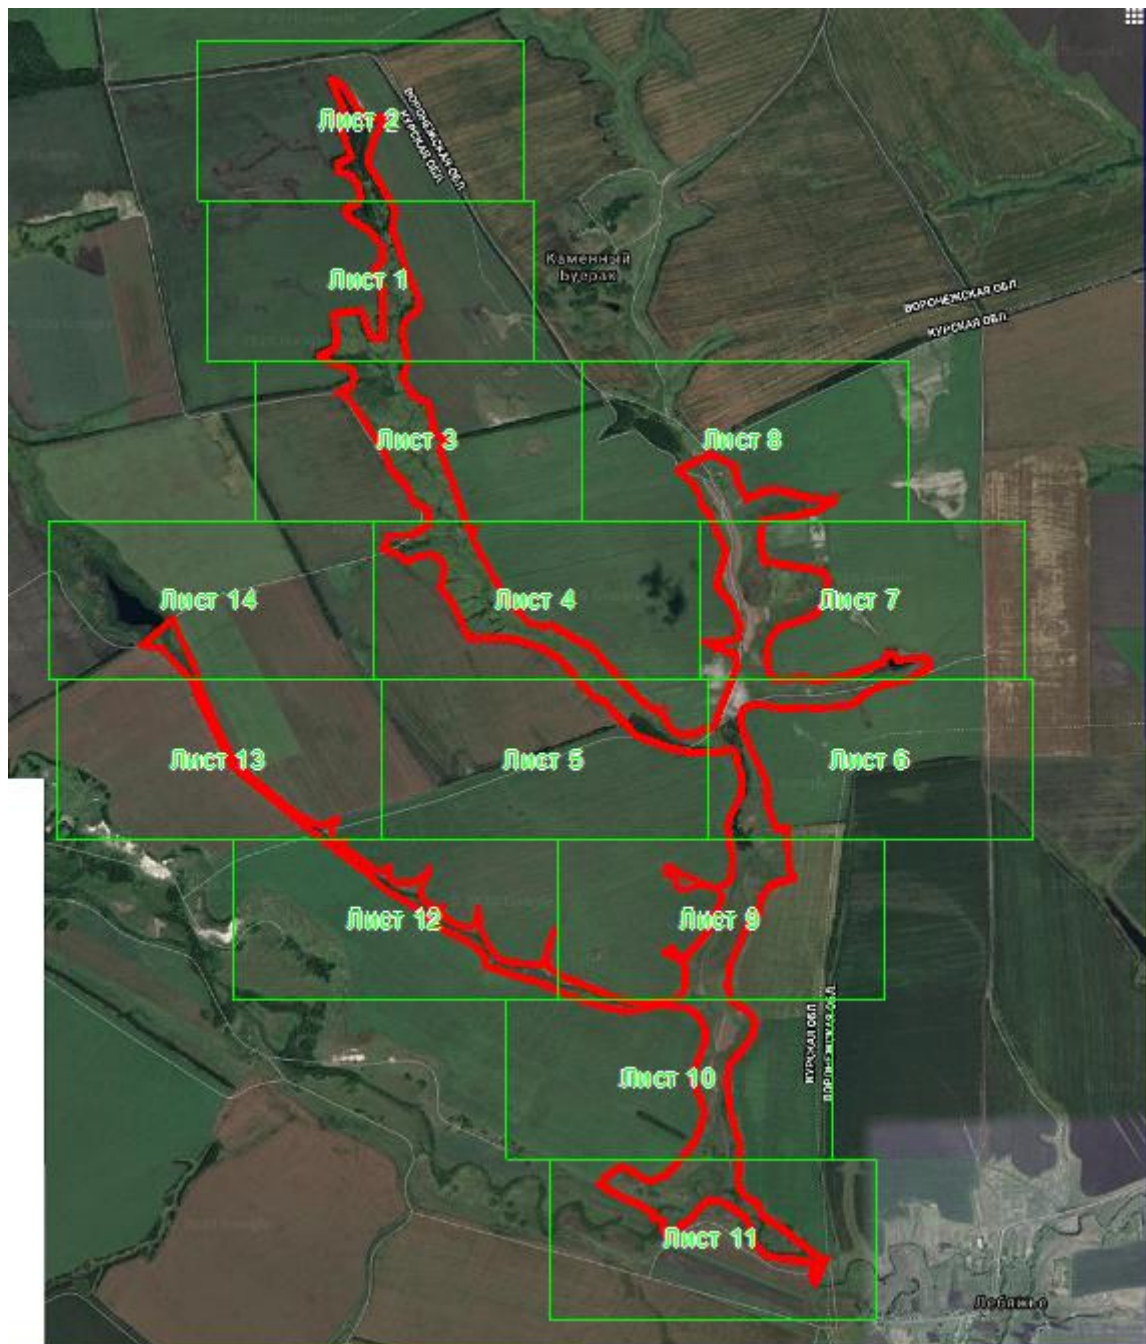 Лист 2
ВОРОНЕЖСКАЯ ОБЛ
КУРСКАЯ ОБЛ
Каменный
Буерак
Лист 1
ВОРОНЕЖСКАЯ ОБЛ
КУРСКАЯ ОБЛ
Лист 3
Лист 8
Лист 14
Лист 4
Лист 7
Лист 13
Лист 5
Лист 6
Лист 12
Лист 9
КУРСКАЯ ОБЛ
ВОРОНЕЖСКАЯ ОБЛ
Лист 10
Лист 11
Лебяжье